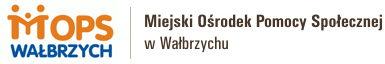 MOPS
WAŁBRZYCH
Miejski Ośrodek Pomocy Społecznej
w Wałbrzychu